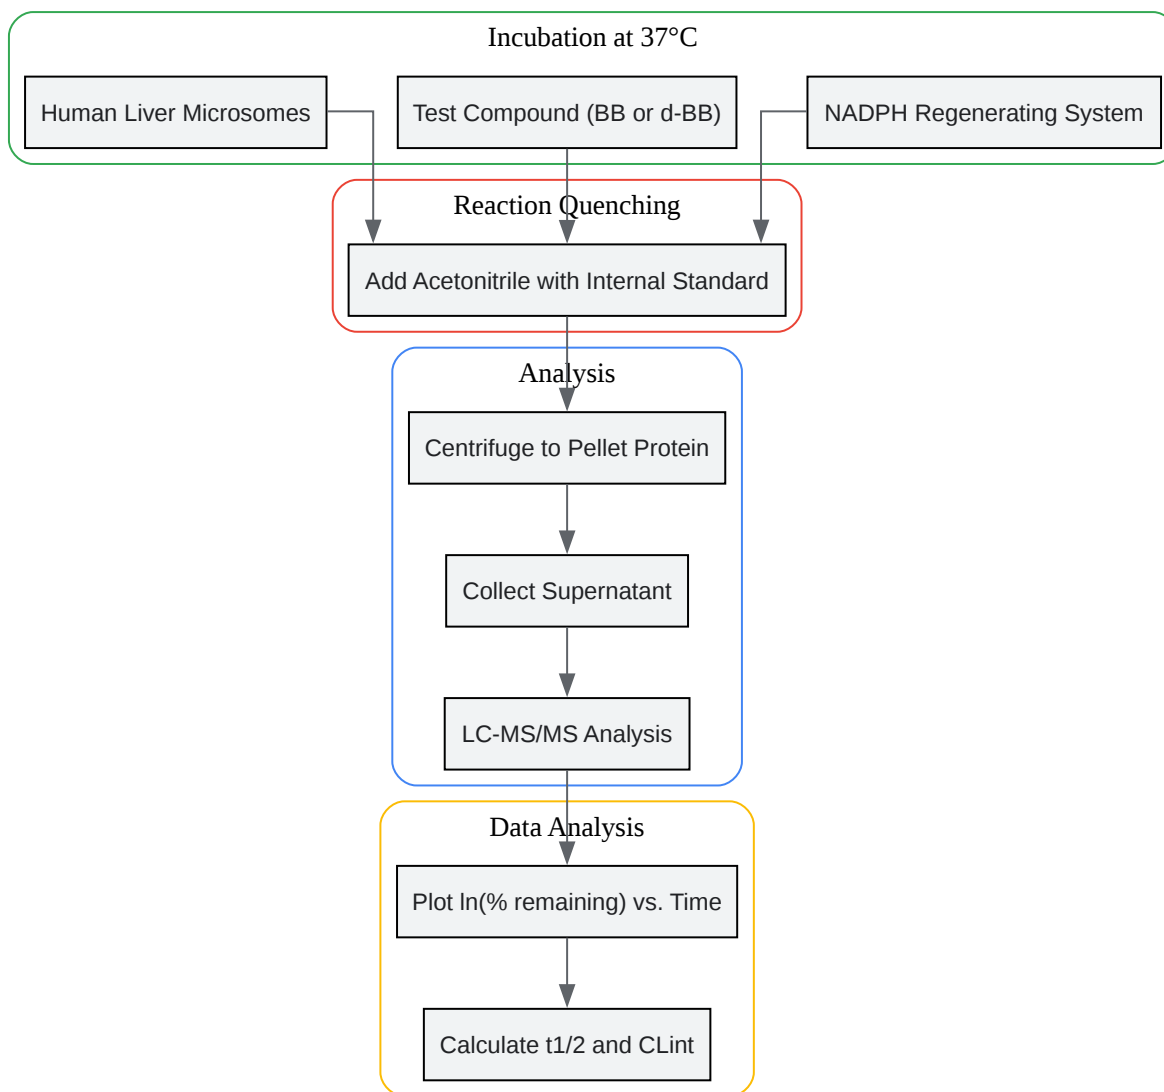 Incubation at 37°C
Human Liver Microsomes
Test Compound (BB or d-BB)
NADPH Regenerating System
Reaction Quenching
Add Acetonitrile with Internal Standard
Analysis
Centrifuge to Pellet Protein
Collect Supernatant
LC-MS/MS Analysis
Data Analysis
Plot ln(% remaining) vs. Time
Calculate t1/2 and CLint